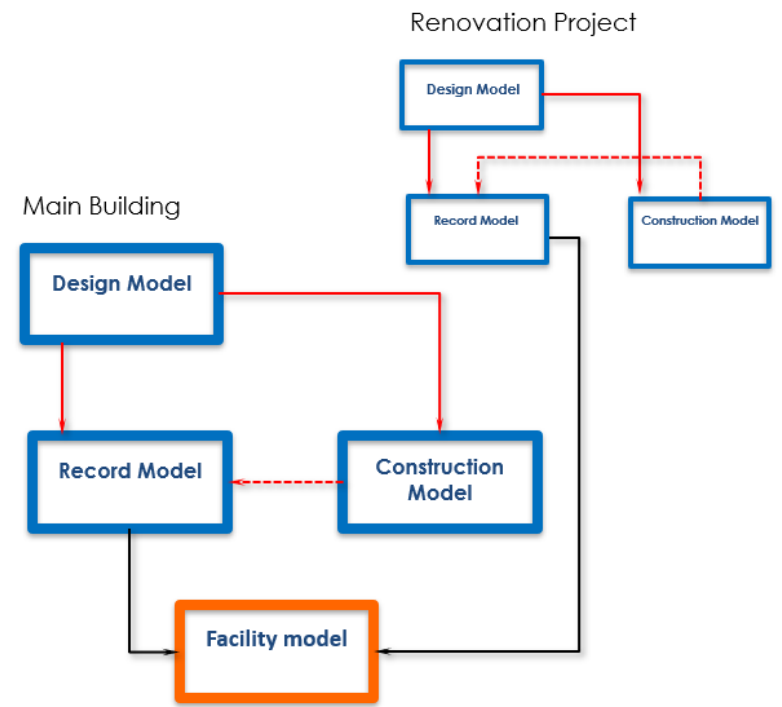 Renovation Project
Design Model
Record Model
Construction Model
Main Building
Design Model
Record Model
Construction
Model
Facility model